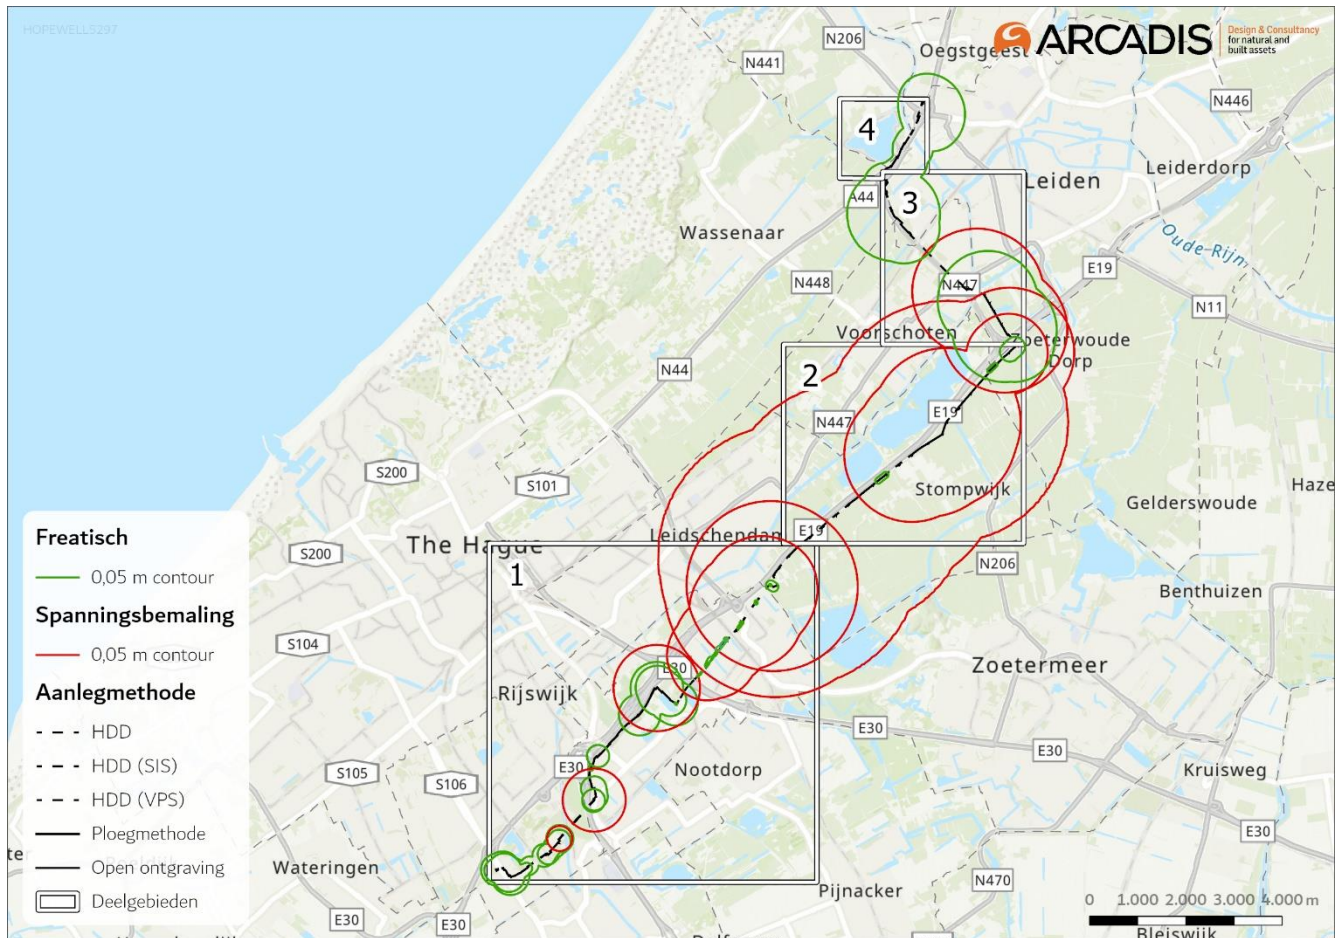 HOPEWELLS297
N206
Oegstgeest
ARCADIS
Design & Consultancy
for natural and
built assets
N441
N446
4
Leiderdorp
Leiden
A44
3
Wassenaar
Oude Rijn
E19
N448
N447
N11
Voorschoten
Zoeterwoude
Dorp
N44
2
E19
N447
S200
S101
Stompwijk
Gelderswoude
Haze
Freatisch
0,05 m contour
Spanningsbemaling
0,05 m contour
Aanlegmethode
HDD
HDD (SIS)
HDD (VPS)
Ploegmethode
Open ontgraving
Deelgebieden
S200
The Hague
Leidschendam
E19
1
N206
Benthuizen
S104
E30
Zoetermeer
Rijswijk
E30
E30
S105
S106
E30
Nootdorp
Kruisweg
E30
Wateringen
Pijnacker
N470
E30
E30
0 1.000 2.000 3.000 4.000 m
Bleiswijk